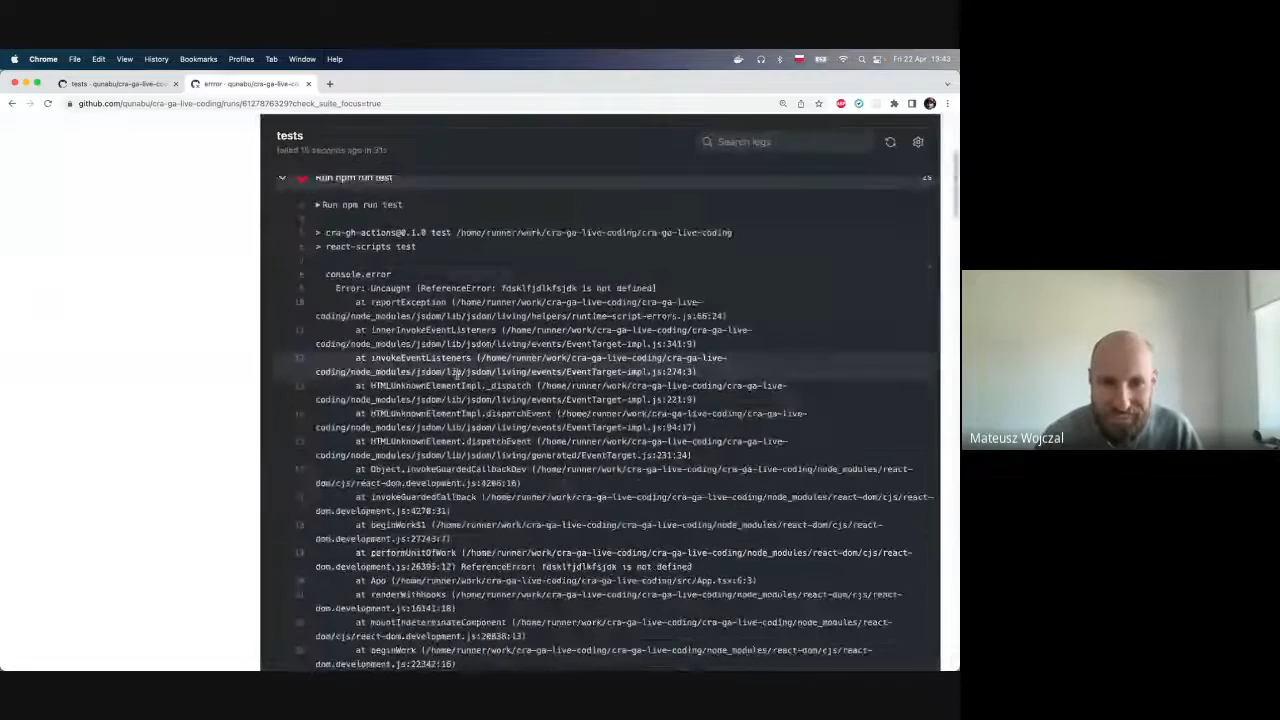 Chrome File Edit View History Bookmarks Profiles Tab Window Help Fri 22 Apr 13:43
tests · qunabu/cra-ga-live-co
errror · qunabu/cra-ga-live-co
github.com/qunabu/cra-ga-live-coding/runs/6127876329?check_suite_focus=true
tests
failed 15 seconds ago in 31s
Search logs
Run npm run test
2s
Run npm run test
> cra-gh-actions@0.1.0 test /home/runner/work/cra-ga-live-coding/cra-ga-live-coding
> react-scripts test
console.error
Error: Uncaught [ReferenceError: fdsklfjdlkfsjdk is not defined]
at reportException (/home/runner/work/cra-ga-live-coding/cra-ga-live-
coding/node_modules/jsdom/lib/jsdom/living/helpers/runtime-script-errors.js:66:24)
at innerInvokeEventListeners (/home/runner/work/cra-ga-live-coding/cra-ga-live-
coding/node_modules/jsdom/lib/jsdom/living/events/EventTarget-impl.js:341:9)
at invokeEventListeners (/home/runner/work/cra-ga-live-coding/cra-ga-live-
coding/node_modules/jsdom/lib/jsdom/living/events/EventTarget-impl.js:274:3)
at HTMLUnknownElementImpl._dispatch (/home/runner/work/cra-ga-live-coding/cra-ga-live-
coding/node_modules/jsdom/lib/jsdom/living/events/EventTarget-impl.js:221:9)
at HTMLUnknownElementImpl.dispatchEvent (/home/runner/work/cra-ga-live-coding/cra-ga-live-
coding/node_modules/jsdom/lib/jsdom/living/events/EventTarget-impl.js:94:17)
at HTMLUnknownElement.dispatchEvent (/home/runner/work/cra-ga-live-coding/cra-ga-live-
coding/node_modules/jsdom/lib/jsdom/living/generated/EventTarget.js:231:34)
at Object.invokeGuardedCallbackDev (/home/runner/work/cra-ga-live-coding/cra-ga-live-coding/node_modules/react-
dom/cjs/react-dom.development.js:4206:16)
at invokeGuardedCallback (/home/runner/work/cra-ga-live-coding/cra-ga-live-coding/node_modules/react-dom/cjs/react-
dom.development.js:4270:31)
at beginWork$1 (/home/runner/work/cra-ga-live-coding/cra-ga-live-coding/node_modules/react-dom/cjs/react-
dom.development.js:27243:7)
at performUnitOfWork (/home/runner/work/cra-ga-live-coding/cra-ga-live-coding/node_modules/react-dom/cjs/react-
dom.development.js:26395:12) ReferenceError: fdsklfjdlkfsjdk is not defined
at App (/home/runner/work/cra-ga-live-coding/cra-ga-live-coding/src/App.tsx:6:3)
at renderWithHooks (/home/runner/work/cra-ga-live-coding/cra-ga-live-coding/node_modules/react-dom/cjs/react-
dom.development.js:16141:18)
at mountIndeterminateComponent (/home/runner/work/cra-ga-live-coding/cra-ga-live-coding/node_modules/react-
dom/cjs/react-dom.development.js:20838:13)
at beginWork (/home/runner/work/cra-ga-live-coding/cra-ga-live-coding/node_modules/react-dom/cjs/react-
dom.development.js:22342:16)
Mateusz Wojczal